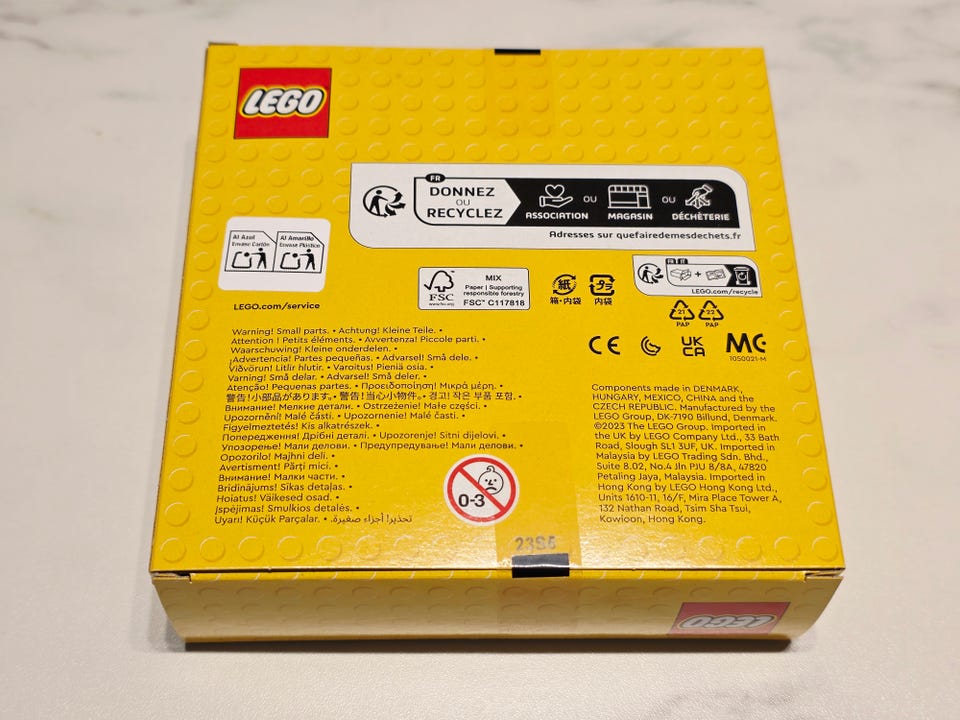 LEGO
FR
DONNEZ
OU
RECYCLEZ
ASSOCIATION
OU
MAGASIN
OU
DÉCHÈTERIE
Adresses sur quefairedemesdechets.fr
Al Azul
Envase Cartón
Al Amarillo
Envase Plástico
LEGO.com/service
FSC
www.fsc.org
MIX
Paper | Supporting
responsible forestry
FSC™ C117818
紙
箱・内袋
プラ
内袋
FR
IT
+
LEGO.com/recycle
21
PAP
22
PAP
CE
UK
CA
MC
1050021-M
Warning! Small parts. • Achtung! Kleine Teile. •
Attention ! Petits éléments. • Avvertenza! Piccole parti. •
Waarschuwing! Kleine onderdelen. •
¡Advertencia! Partes pequeñas. • Advarsel! Små dele. •
Viðvörun! Litlir hlutir. • Varoitus! Pieniä osia. •
Varning! Små delar. • Advarsel! Små deler. •
Atenção! Pequenas partes. • Προειδοποίηση! Μικρά μέρη. •
警告!小部品があります。• 警告!当心小物件。• 경고! 작은 부품 포함. •
Внимание! Мелкие детали. • Ostrzeżenie! Małe części. •
Upozornění! Malé části. • Upozornenie! Malé časti. •
Figyelmeztetés! Kis alkatrészek. •
Попередження! Дрібні деталі. • Upozorenje! Sitni dijelovi. •
Упозорење! Мали делови. • Предупредување! Мали делови. •
Opozorilo! Majhni deli. •
Avertisment! Părți mici. •
Внимание! Малки части. •
Brīdinājums! Sīkas detaļas. •
Hoiatus! Väikesed osad. •
Įspėjimas! Smulkios detalės. •
Uyarı! Küçük Parçalar. • تحذير! أجزاء صغيرة. •
0-3
Components made in DENMARK,
HUNGARY, MEXICO, CHINA and the
CZECH REPUBLIC. Manufactured by the
LEGO Group, DK-7190 Billund, Denmark.
©2023 The LEGO Group. Imported in
the UK by LEGO Company Ltd., 33 Bath
Road, Slough SL1 3UF, UK. Imported in
Malaysia by LEGO Trading Sdn. Bhd.,
Suite 8.02, No.4 Jln PJU 8/8A, 47820
Petaling Jaya, Malaysia. Imported in
Hong Kong by LEGO Hong Kong Ltd.,
Units 1610-11, 16/F, Mira Place Tower A,
132 Nathan Road, Tsim Sha Tsui,
Kowloon, Hong Kong.
LEGO